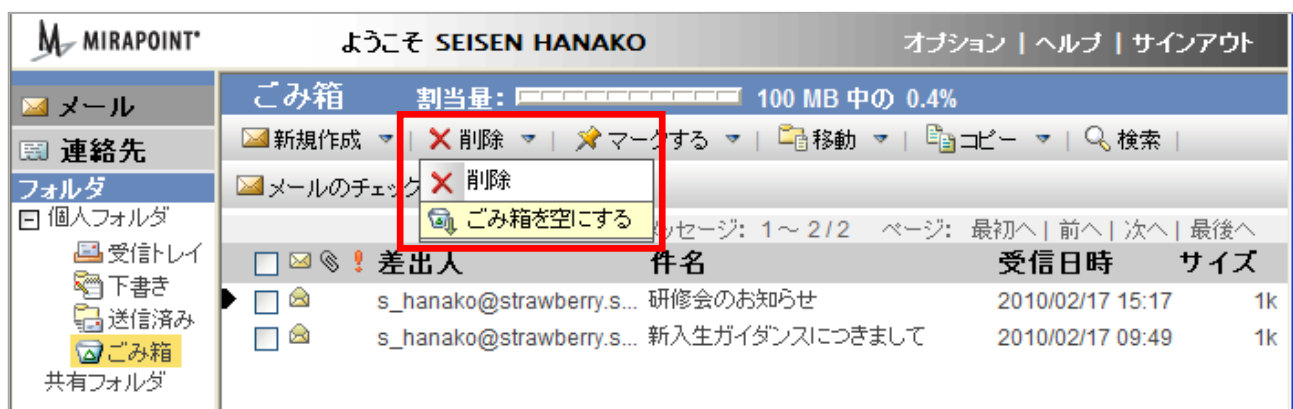 MIRAPOINT ようこそ SEISEN HANAKO オプション | ヘルプ | サインアウト
メール
連絡先
フォルダ
個人フォルダ
受信トレイ
下書き
送信済み
ごみ箱
共有フォルダ
ごみ箱 割当量: 100 MB 中の 0.4%
新規作成 | 削除 | マークする | 移動 | コピー | 検索 |
メールのチェック
削除
ごみ箱を空にする
メッセージ: 1~2/2 ページ: 最初へ | 前へ | 次へ | 最後へ
差出人 件名 受信日時 サイズ
s_hanako@strawberry.s... 研修会のお知らせ 2010/02/17 15:17 1k
s_hanako@strawberry.s... 新入生ガイダンスにつきまして 2010/02/17 09:49 1k